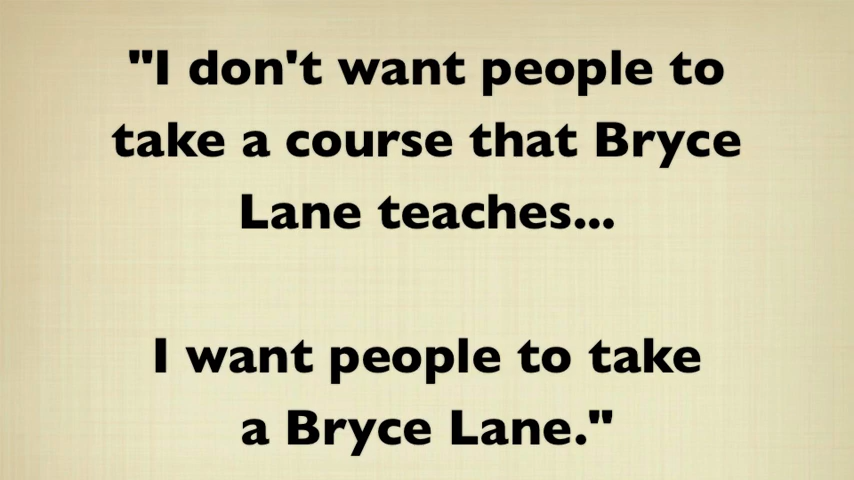 "I don't want people to
take a course that Bryce
Lane teaches...
I want people to take
a Bryce Lane."